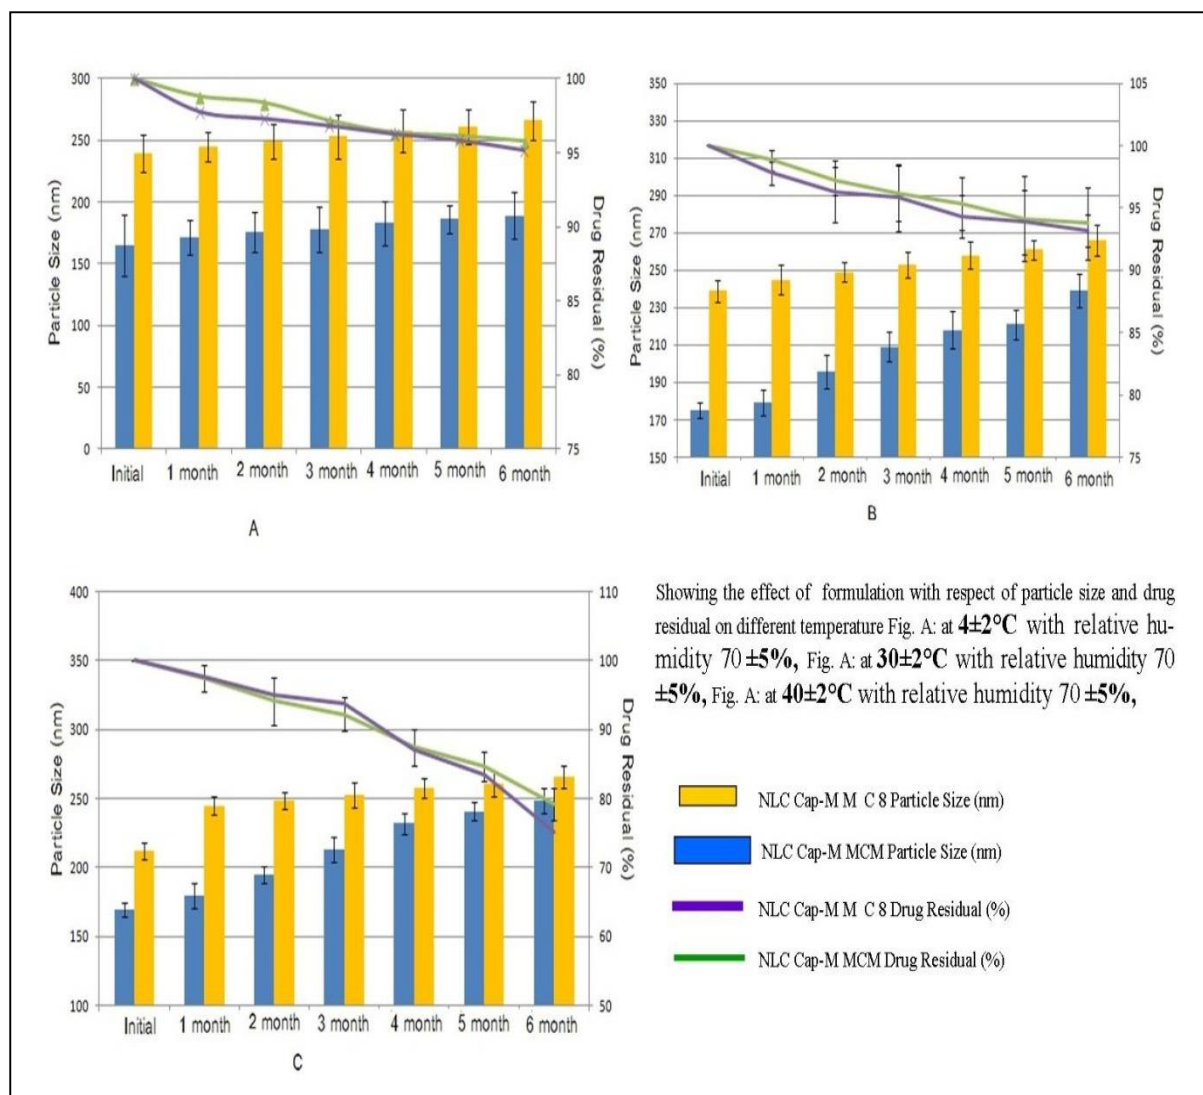 300
250
200
150
100
50
0
Particle Size (nm)
100
95
90
85
80
75
Drug Residual (%)
Initial 1 month 2 month 3 month 4 month 5 month 6 month
A
350
330
310
290
270
250
230
210
190
170
150
Particle Size (nm)
105
100
95
90
85
80
75
Drug Residual (%)
Initial 1 month 2 month 3 month 4 month 5 month 6 month
B
400
350
300
250
200
150
100
Particle Size (nm)
110
100
90
80
70
60
50
Drug Residual (%)
Initial 1 month 2 month 3 month 4 month 5 month 6 month
C
Showing the effect of formulation with respect of particle size and drug
residual on different temperature Fig. A: at 4±2°C with relative hu-
midity 70 ±5%, Fig. A: at 30±2°C with relative humidity 70
±5%, Fig. A: at 40±2°C with relative humidity 70 ±5%,
NLC Cap-M M C 8 Particle Size (nm)
NLC Cap-M MCM Particle Size (nm)
NLC Cap-M M C 8 Drug Residual (%)
NLC Cap-M MCM Drug Residual (%)